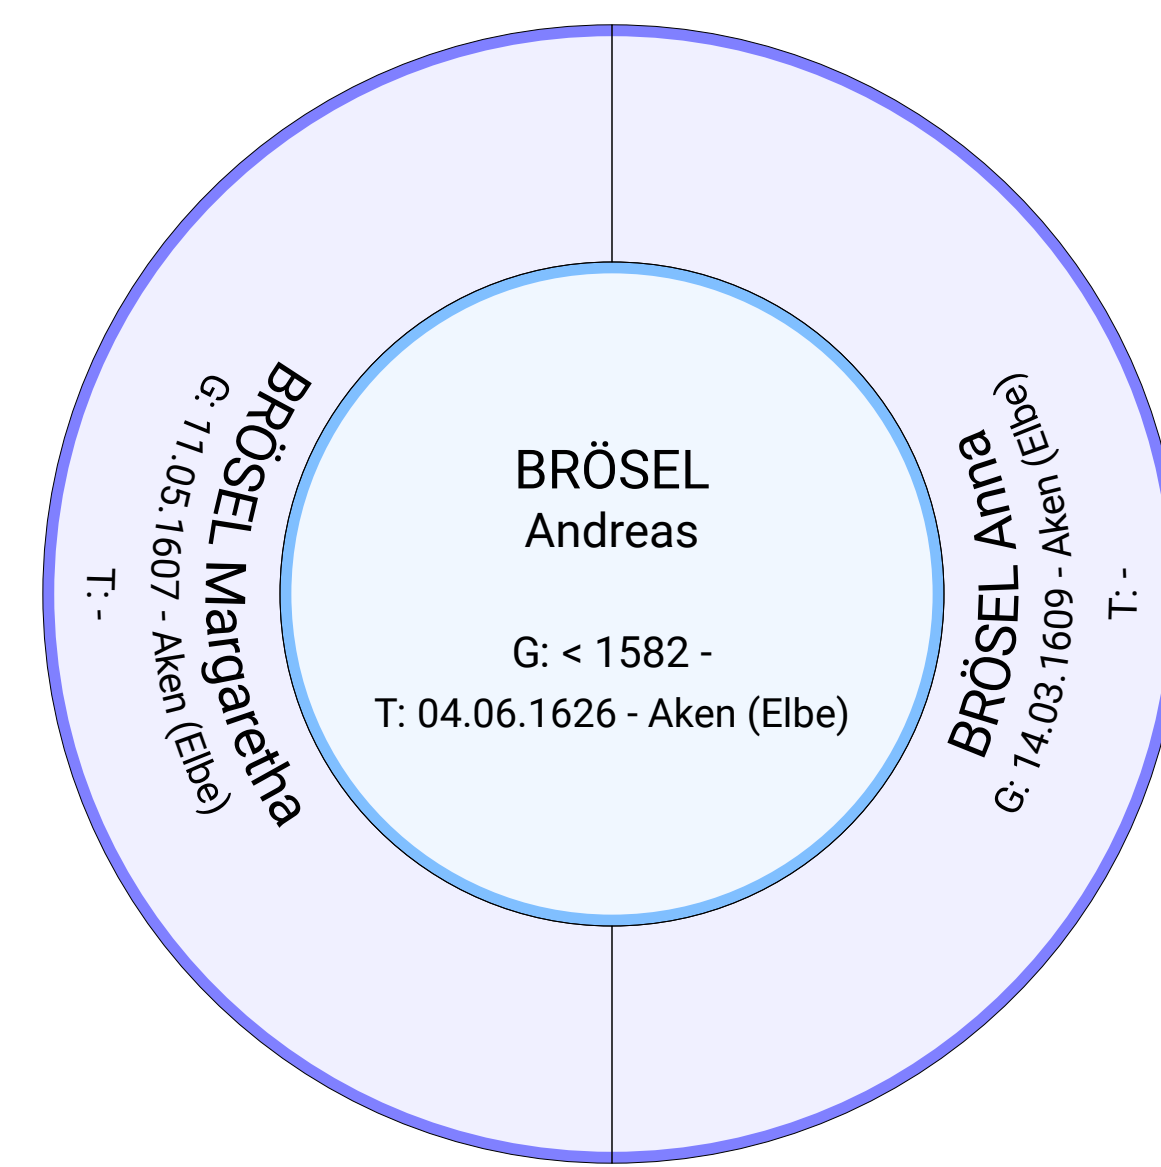 BRÖSEL
Andreas
G: < 1582 -
T: 04.06.1626 - Aken (Elbe)
BRÖSEL Anna
G: 14.03.1609 - Aken (Elbe)
T: -
BRÖSEL Margaretha
G: 11.05.1607 - Aken (Elbe)
T: -